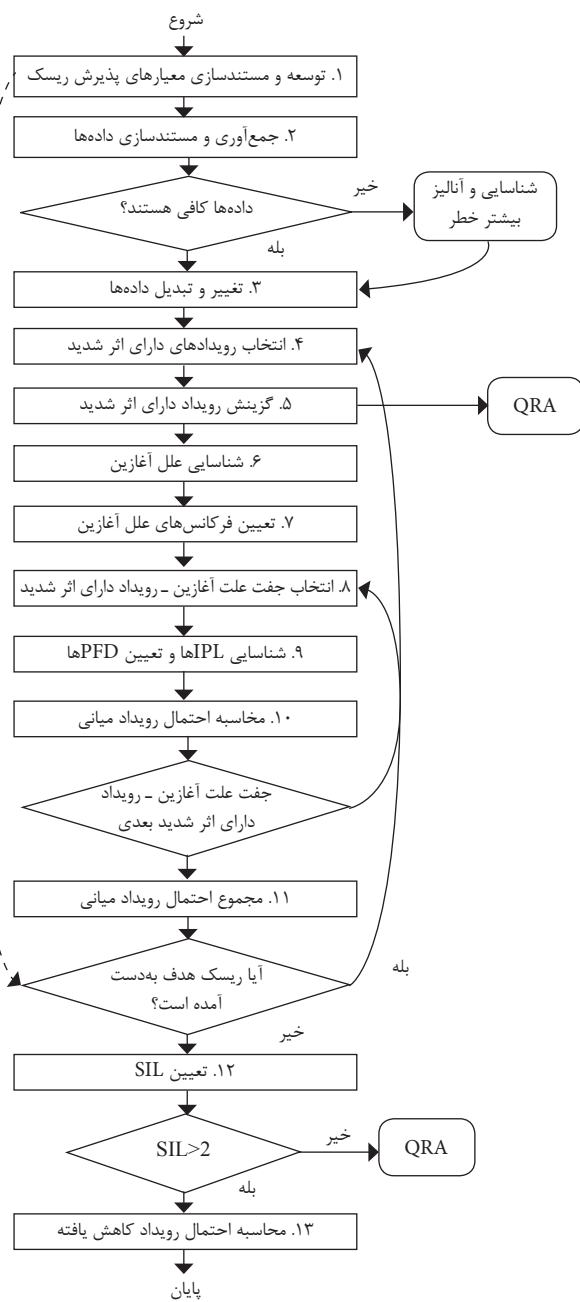 شروع
۱. توسعه و مستندسازی معیارهای پذیرش ریسک
۲. جمع‌آوری و مستندسازی داده‌ها
داده‌ها کافی هستند؟
خیر
شناسایی و آنالیز
بیشتر خطر
بله
۳. تغییر و تبدیل داده‌ها
۴. انتخاب رویدادهای دارای اثر شدید
۵. گزینش رویداد دارای اثر شدید
QRA
۶. شناسایی علل آغازین
۷. تعیین فرکانس‌های علل آغازین
۸. انتخاب جفت علت آغازین ـ رویداد دارای اثر شدید
۹. شناسایی IPLها و تعیین PFDها
۱۰. مخاسبه احتمال رویداد میانی
جفت علت آغازین ـ رویداد
دارای اثر شدید بعدی
۱۱. مجموع احتمال رویداد میانی
آیا ریسک هدف به‌دست
آمده است؟
بله
خیر
۱۲. تعیین SIL
SIL>2
خیر
QRA
بله
۱۳. محاسبه احتمال رویداد کاهش یافته
پایان